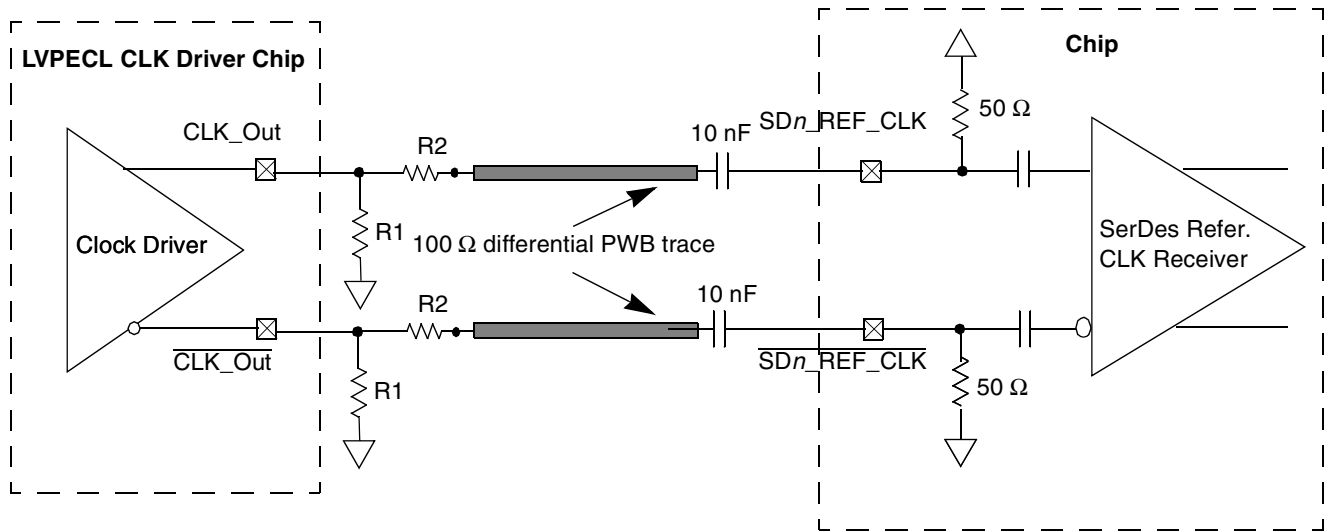 LVPECL CLK Driver Chip
Chip
CLK_Out
R2
10 nF
SDn_REF_CLK
50 Ω
Clock Driver
R1
100 Ω differential PWB trace
SerDes Refer.
CLK Receiver
R2
10 nF
CLK_Out
SDn_REF_CLK
R1
50 Ω